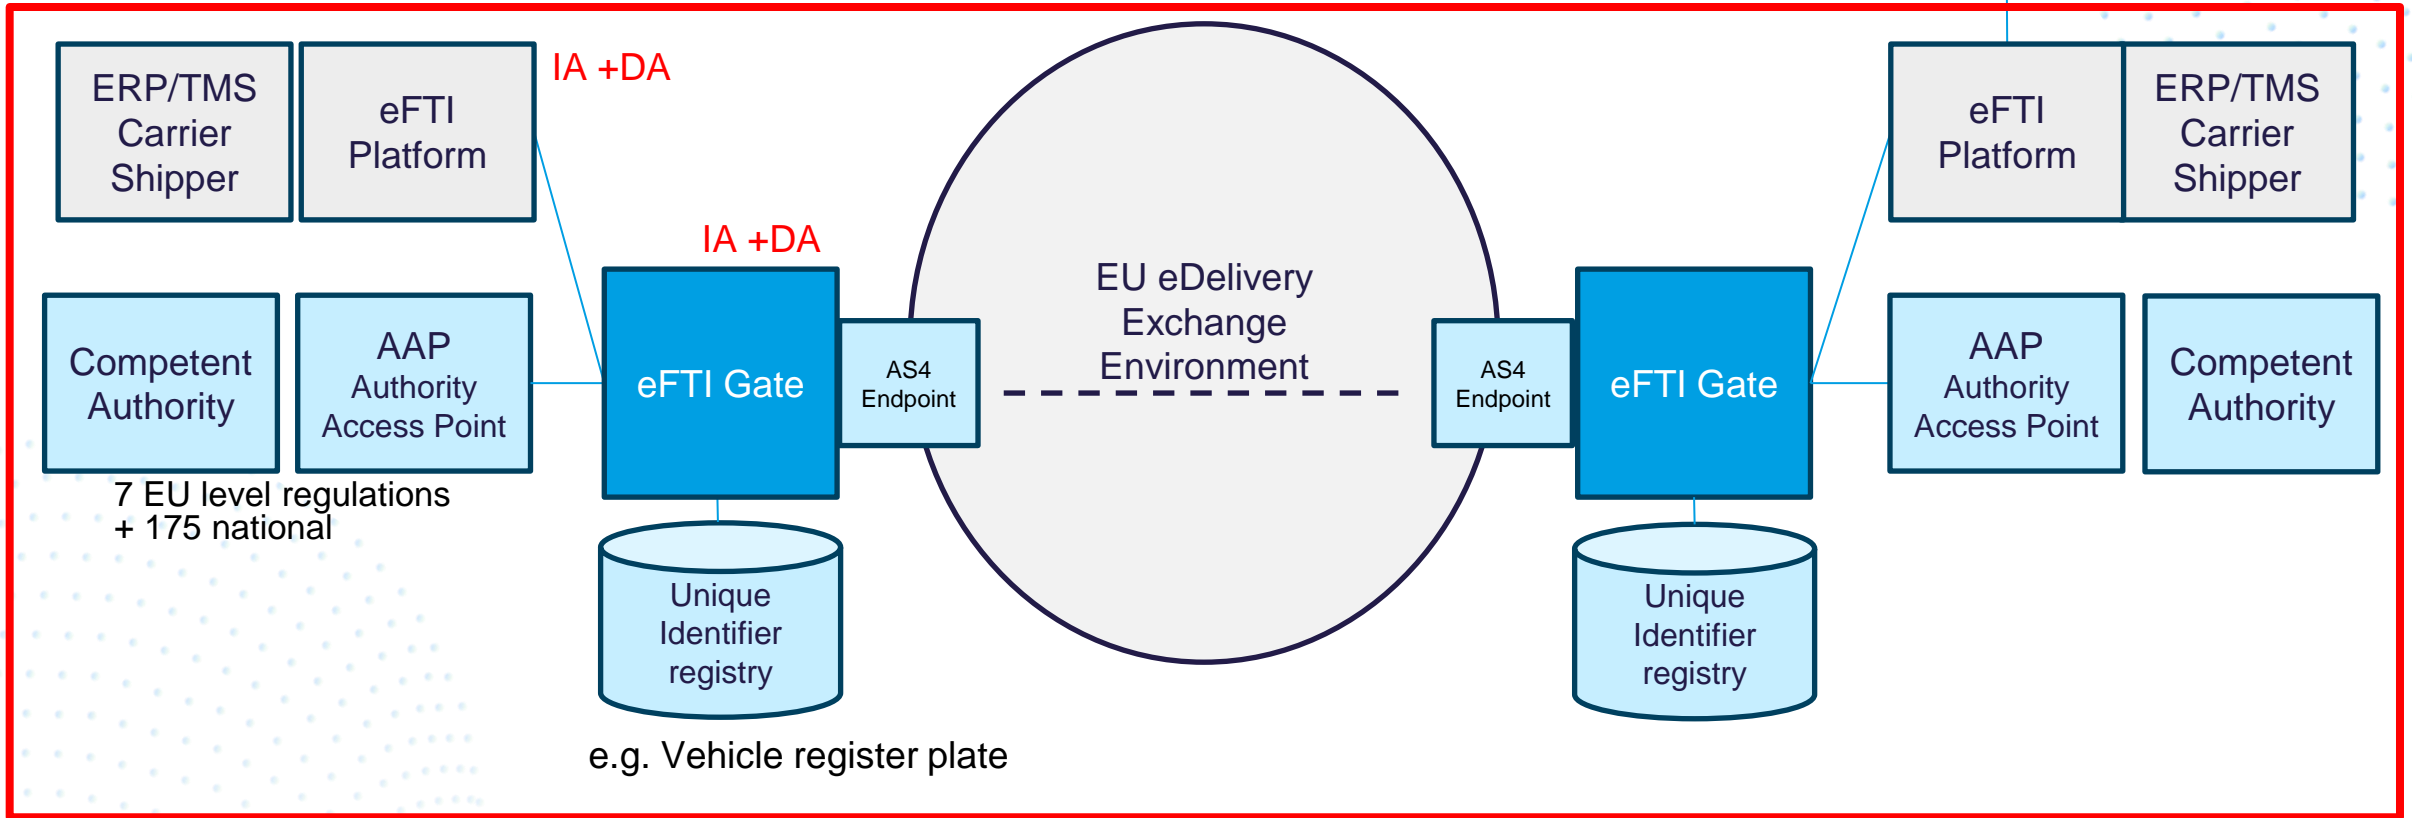 ERP/TMS
Carrier
Shipper
eFTI
Platform
IA +DA
IA +DA
Competent
Authority
AAP
Authority
Access Point
7 EU level regulations
+ 175 national
eFTI Gate
AS4
Endpoint
Unique
Identifier
registry
e.g. Vehicle register plate
EU eDelivery
Exchange
Environment
AS4
Endpoint
eFTI Gate
Unique
Identifier
registry
eFTI
Platform
ERP/TMS
Carrier
Shipper
AAP
Authority
Access Point
Competent
Authority